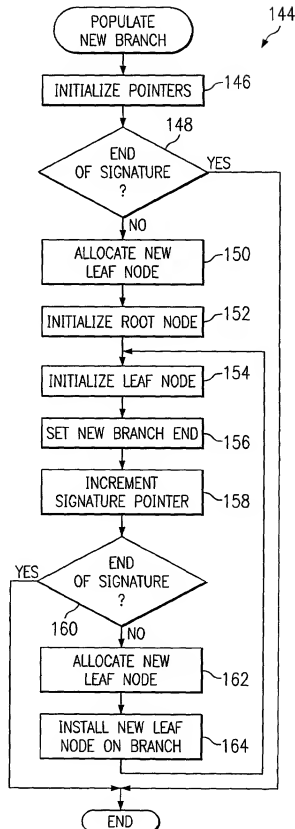 144
POPULATE
NEW BRANCH
INITIALIZE POINTERS
146
148
END
OF SIGNATURE
?
YES
NO
ALLOCATE NEW
LEAF NODE
150
INITIALIZE ROOT NODE
152
INITIALIZE LEAF NODE
154
SET NEW BRANCH END
156
INCREMENT
SIGNATURE POINTER
158
YES
END
OF SIGNATURE
?
160
NO
ALLOCATE NEW
LEAF NODE
162
INSTALL NEW LEAF
NODE ON BRANCH
164
END